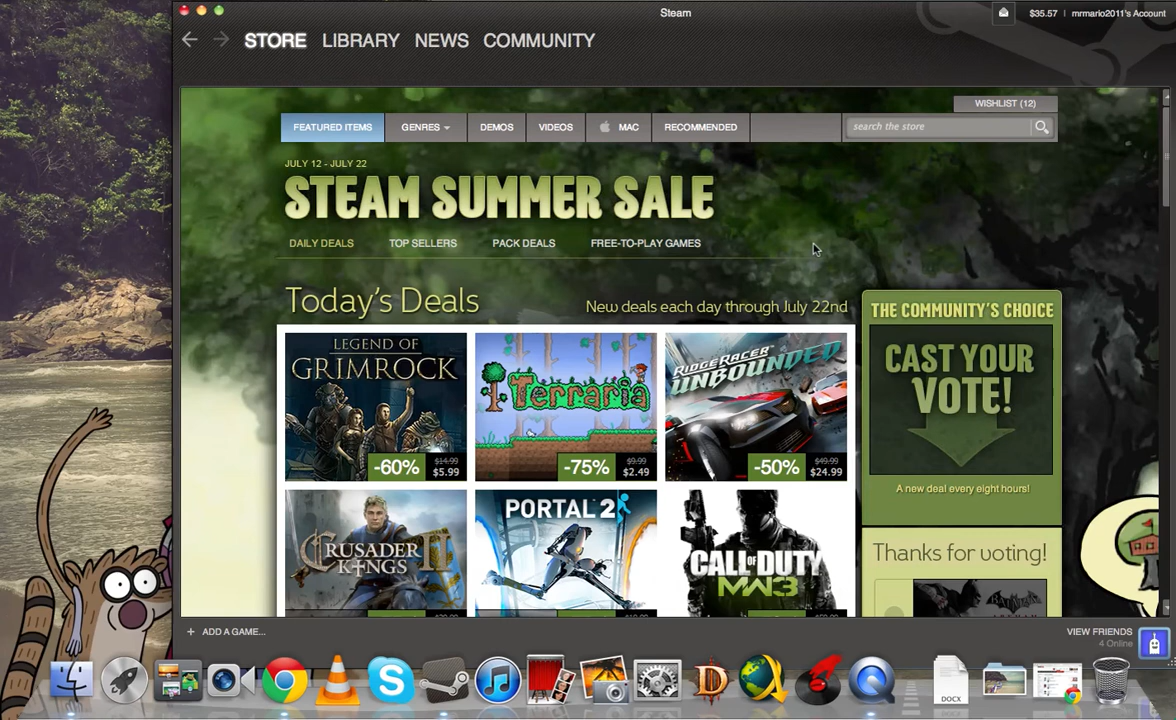 Steam
$35.57 | mrmario2011's Account
STORE LIBRARY NEWS COMMUNITY
WISHLIST (12)
FEATURED ITEMS GENRES DEMOS VIDEOS MAC RECOMMENDED search the store
JULY 12 - JULY 22
STEAM SUMMER SALE
DAILY DEALS TOP SELLERS PACK DEALS FREE-TO-PLAY GAMES
Today's Deals New deals each day through July 22nd
LEGEND OF
GRIMROCK
-60% $14.99
$5.99
Terraria
-75% $9.99
$2.49
RIDGE RACER
UNBOUNDED
-50% $49.99
$24.99
CRUSADER
KINGS II
PORTAL 2
CALL OF DUTY
MW3
THE COMMUNITY'S CHOICE
CAST YOUR
VOTE!
A new deal every eight hours!
Thanks for voting!
+ ADD A GAME...
VIEW FRIENDS
4 Online
DOCX